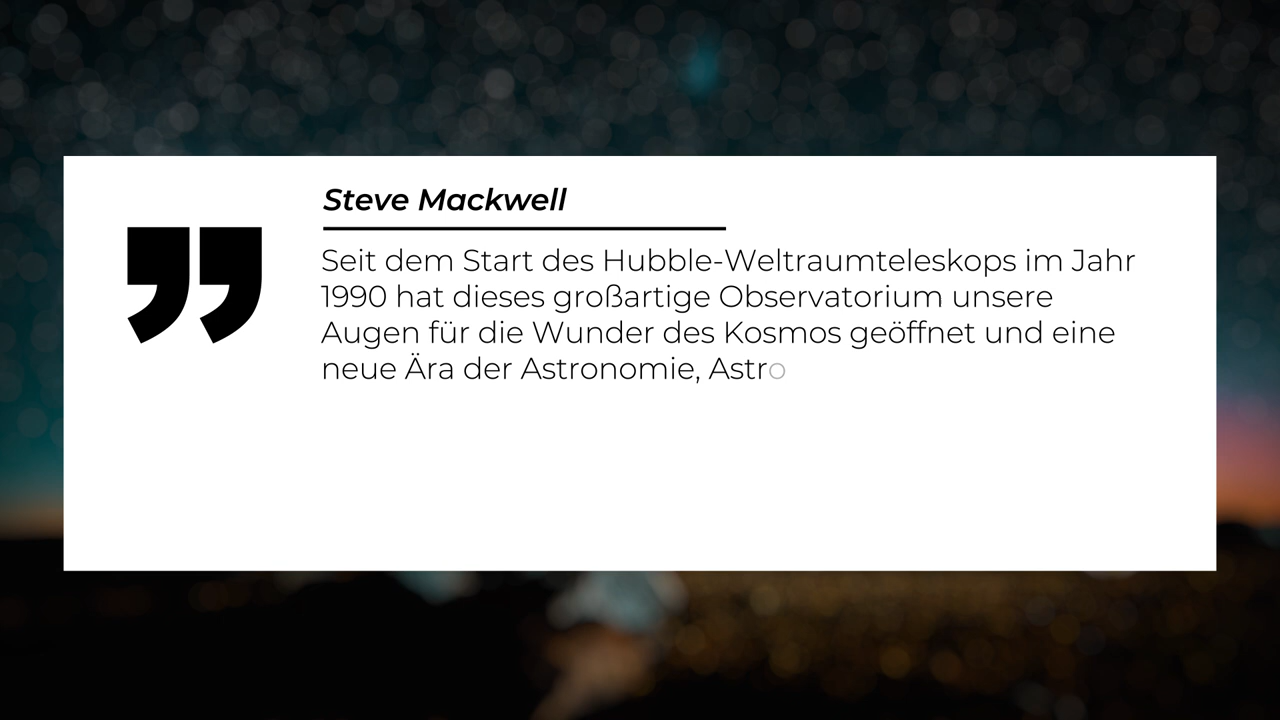 Steve Mackwell
Seit dem Start des Hubble-Weltraumteleskops im Jahr
1990 hat dieses großartige Observatorium unsere
Augen für die Wunder des Kosmos geöffnet und eine
neue Ära der Astronomie, Astro